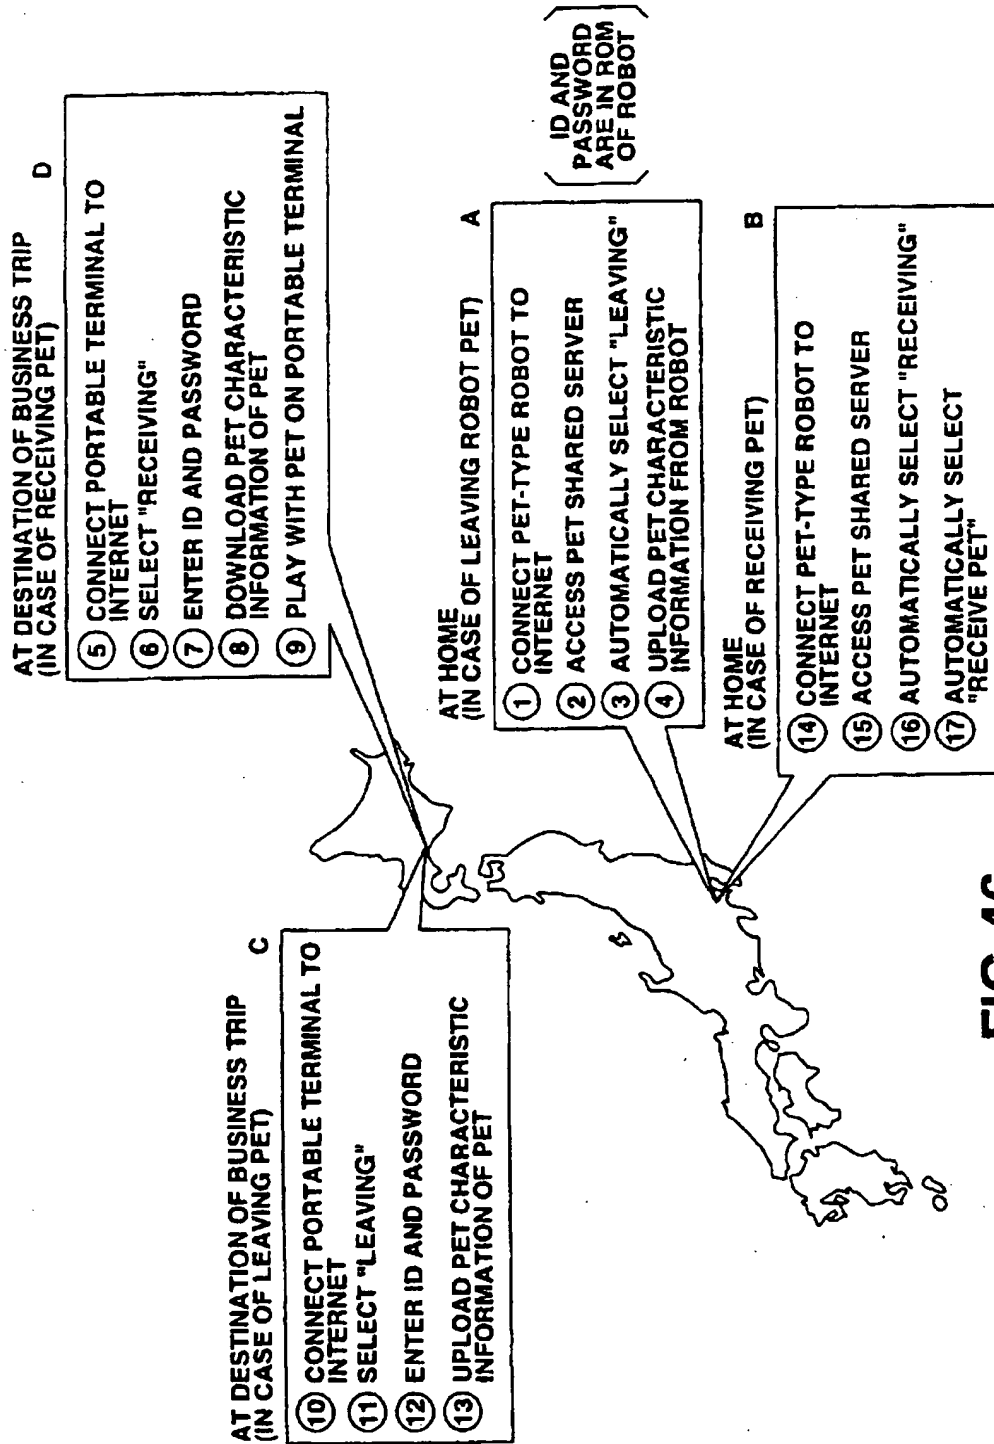 AT DESTINATION OF BUSINESS TRIP
(IN CASE OF LEAVING PET)
C
⑩ CONNECT PORTABLE TERMINAL TO
INTERNET
⑪ SELECT "LEAVING"
⑫ ENTER ID AND PASSWORD
⑬ UPLOAD PET CHARACTERISTIC
INFORMATION OF PET
AT DESTINATION OF BUSINESS TRIP
(IN CASE OF RECEIVING PET)
D
⑤ CONNECT PORTABLE TERMINAL TO
INTERNET
⑥ SELECT "RECEIVING"
⑦ ENTER ID AND PASSWORD
⑧ DOWNLOAD PET CHARACTERISTIC
INFORMATION OF PET
⑨ PLAY WITH PET ON PORTABLE TERMINAL
AT HOME
(IN CASE OF LEAVING ROBOT PET)
A
① CONNECT PET-TYPE ROBOT TO
INTERNET
② ACCESS PET SHARED SERVER
③ AUTOMATICALLY SELECT "LEAVING"
④ UPLOAD PET CHARACTERISTIC
INFORMATION FROM ROBOT
ID AND
PASSWORD
ARE IN ROM
OF ROBOT
AT HOME
(IN CASE OF RECEIVING PET)
B
⑭ CONNECT PET-TYPE ROBOT TO
INTERNET
⑮ ACCESS PET SHARED SERVER
⑯ AUTOMATICALLY SELECT "RECEIVING"
⑰ AUTOMATICALLY SELECT
"RECEIVE PET"